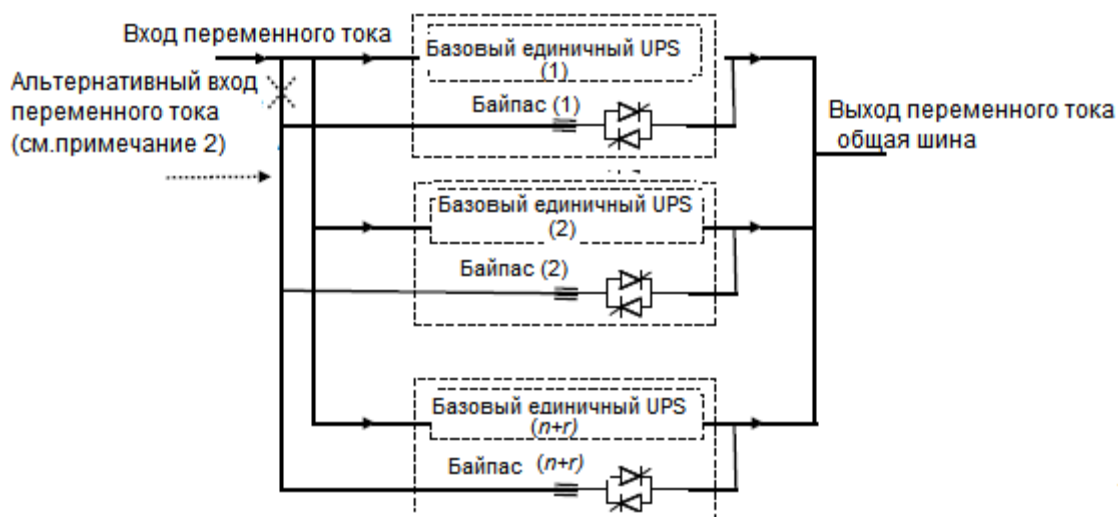 Вход переменного тока
Базовый единичный UPS
(1)
Альтернативный вход
переменного тока
(см.примечание 2)
Байпас (1)
Выход переменного тока
общая шина
Базовый единичный UPS
(2)
Байпас (2)
Базовый единичный UPS
(n+r)
Байпас (n+r)